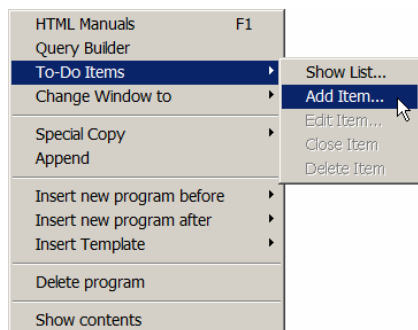 HTML Manuals F1
Query Builder
To-Do Items
Change Window to
Special Copy
Append
Insert new program before
Insert new program after
Insert Template
Delete program
Show contents
Show List...
Add Item...
Edit Item...
Close Item
Delete Item